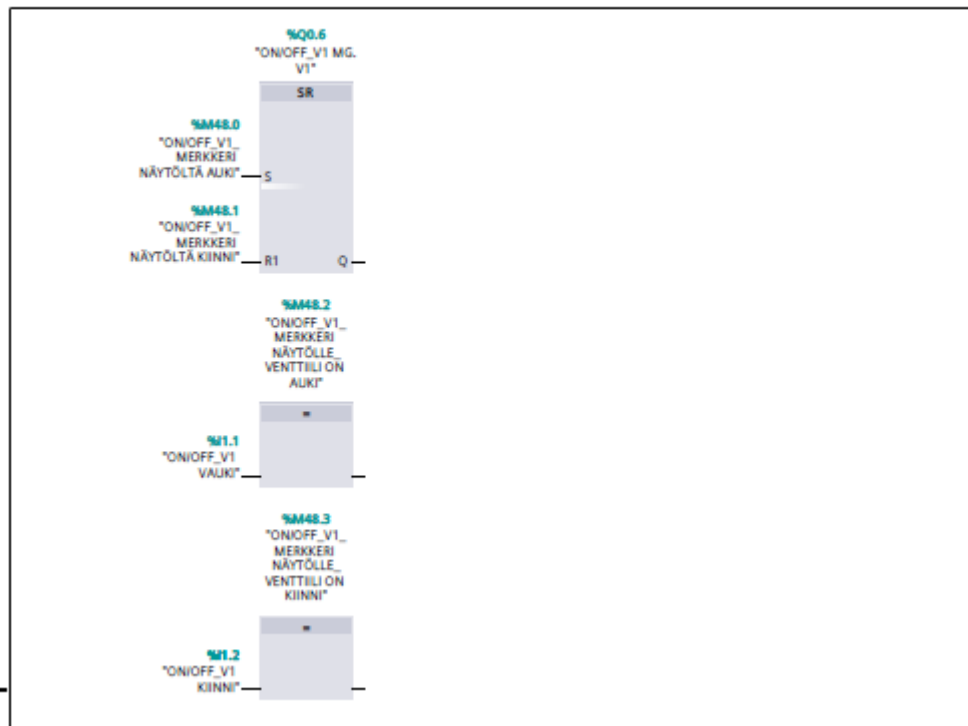 %Q0.6
"ON/OFF_V1 MG.
V1"
SR
%M48.0
"ON/OFF_V1_
MERKKERI
NÄYTÖLTÄ AUKI"
S
%M48.1
"ON/OFF_V1_
MERKKERI
NÄYTÖLTÄ KIINNI"
R1
Q
%M48.2
"ON/OFF_V1_
MERKKERI
NÄYTÖLLE_
VENTTIILI ON
AUKI"
=
%I1.1
"ON/OFF_V1
VAUKI"
%M48.3
"ON/OFF_V1_
MERKKERI
NÄYTÖLLE_
VENTTIILI ON
KIINNI"
=
%I1.2
"ON/OFF_V1
KIINNI"